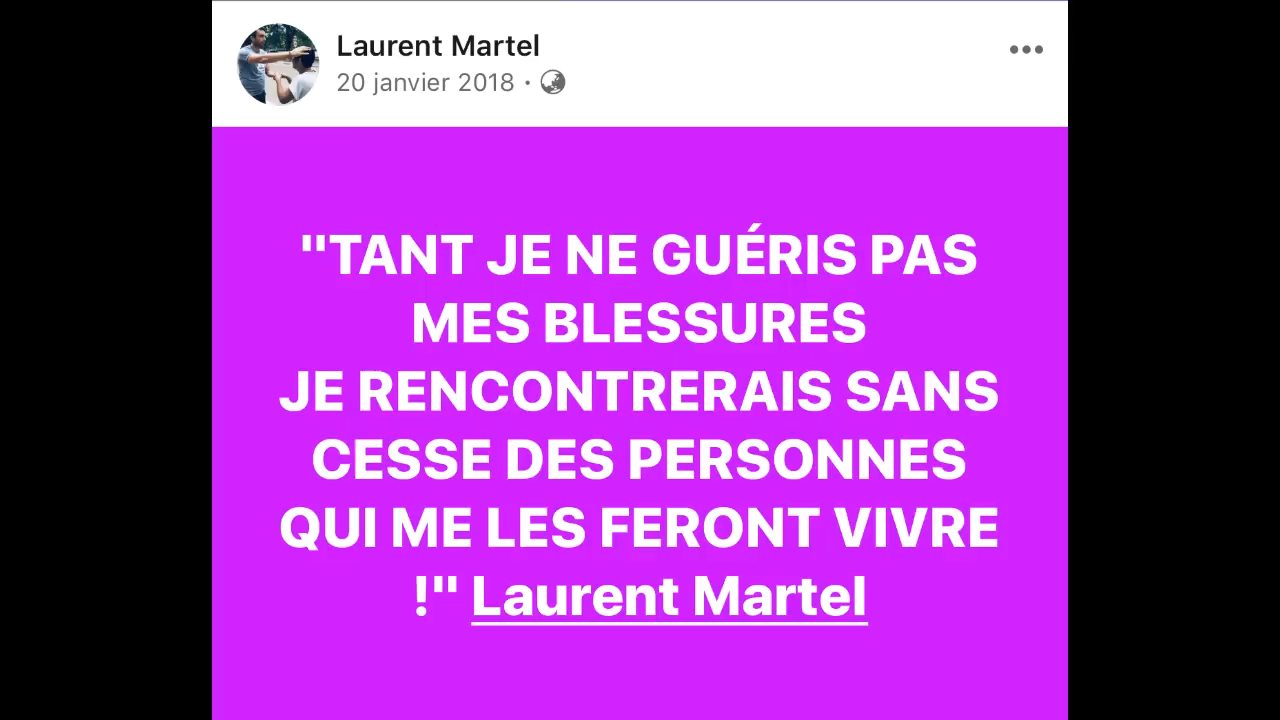 Laurent Martel
20 janvier 2018 ·
"TANT JE NE GUÉRIS PAS
MES BLESSURES
JE RENCONTRERAIS SANS
CESSE DES PERSONNES
QUI ME LES FERONT VIVRE
!" Laurent Martel